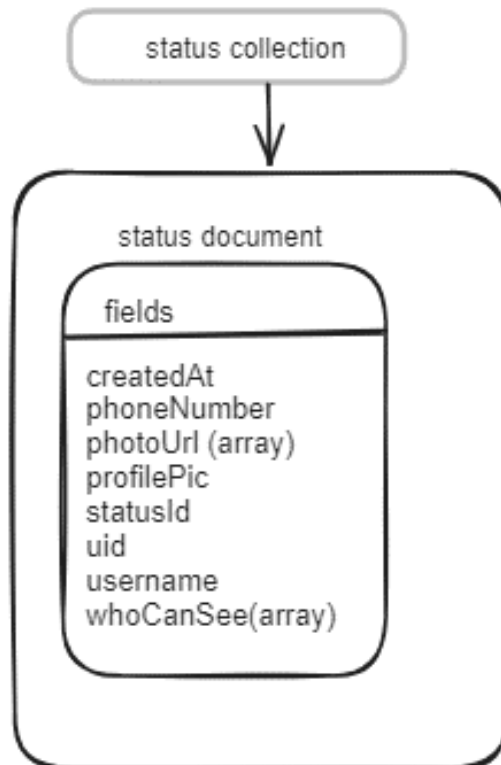 status collection
status document
fields
createdAt
phoneNumber
photoUrl (array)
profilePic
statusId
uid
username
whoCanSee(array)